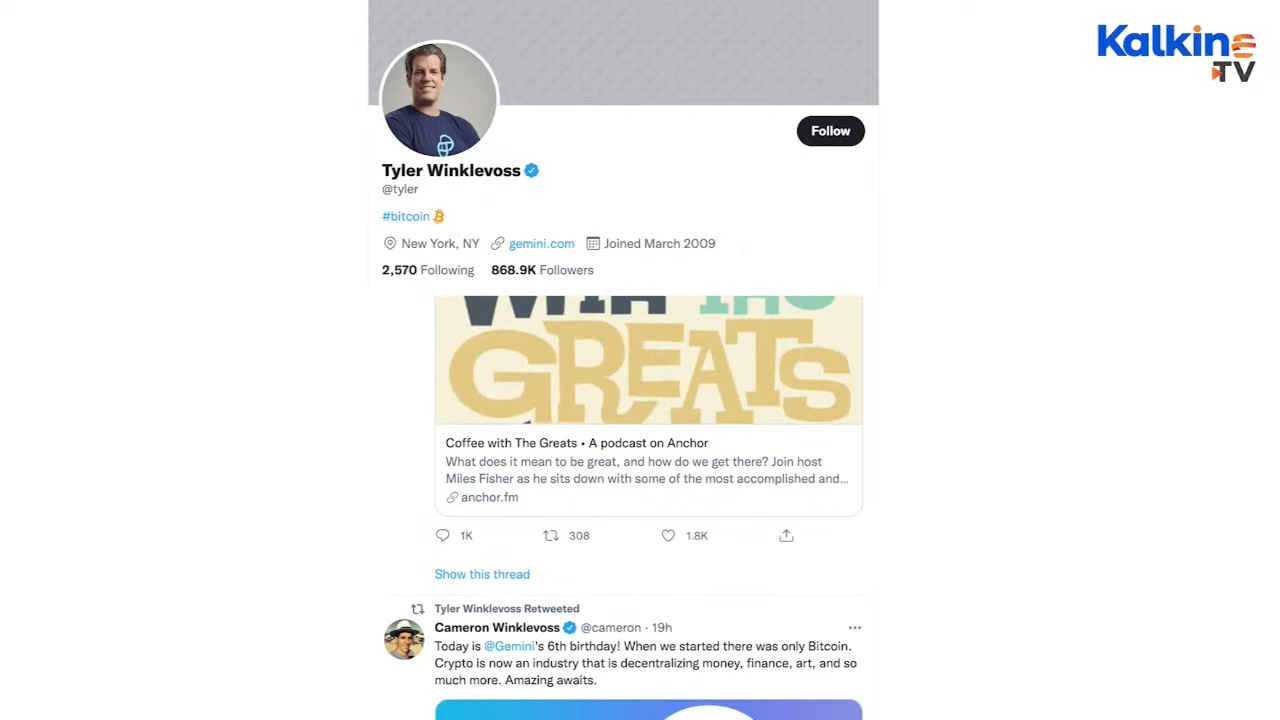 Kalkine
TV
Follow
Tyler Winklevoss
@tyler
#bitcoin
New York, NY gemini.com Joined March 2009
2,570 Following 868.9K Followers
GREATS
Coffee with The Greats • A podcast on Anchor
What does it mean to be great, and how do we get there? Join host
Miles Fisher as he sits down with some of the most accomplished and...
anchor.fm
1K 308 1.8K
Show this thread
Tyler Winklevoss Retweeted
Cameron Winklevoss @cameron · 19h
Today is @Gemini's 6th birthday! When we started there was only Bitcoin.
Crypto is now an industry that is decentralizing money, finance, art, and so
much more. Amazing awaits.